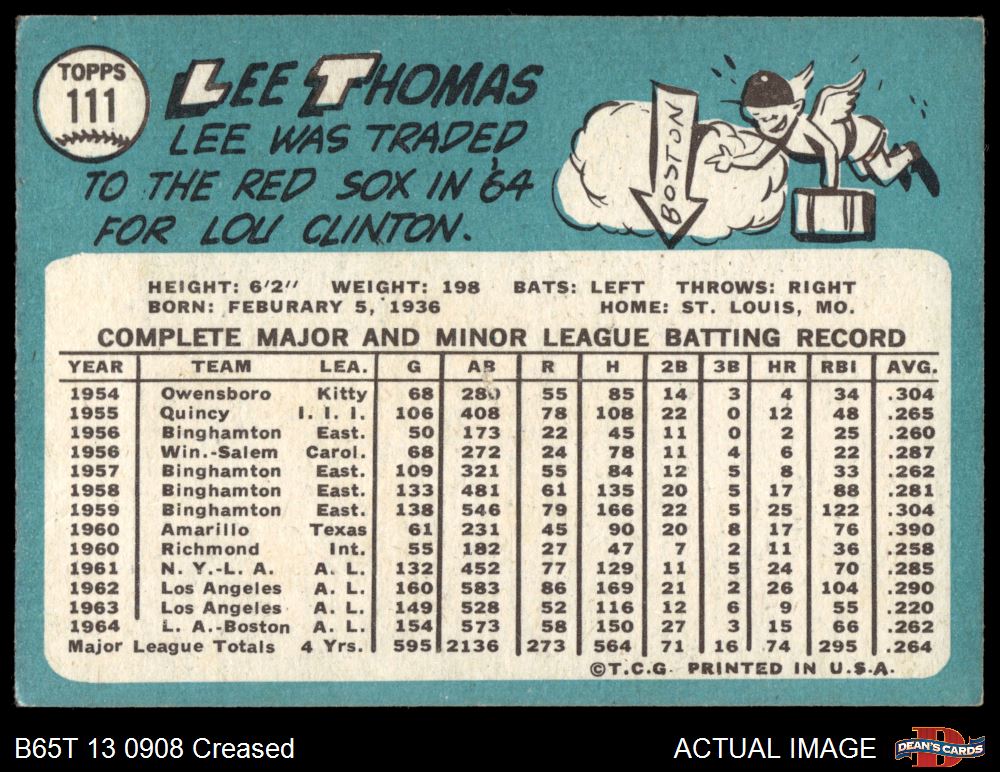 TOPPS
111
LEE THOMAS
LEE WAS TRADED
TO THE RED SOX IN '64
FOR LOU CLINTON.
BOSTON
HEIGHT: 6'2" WEIGHT: 198 BATS: LEFT THROWS: RIGHT
BORN: FEBURARY 5, 1936 HOME: ST. LOUIS, MO.
COMPLETE MAJOR AND MINOR LEAGUE BATTING RECORD
YEAR TEAM LEA. G AB R H 2B 3B HR RBI AVG.
1954 Owensboro Kitty 68 280 55 85 14 3 4 34 .304
1955 Quincy I. I. I. 106 408 78 108 22 0 12 48 .265
1956 Binghamton East. 50 173 22 45 11 0 2 25 .260
1956 Win.-Salem Carol. 68 272 24 78 11 4 6 22 .287
1957 Binghamton East. 109 321 55 84 12 5 8 33 .262
1958 Binghamton East. 133 481 61 135 20 5 17 88 .281
1959 Binghamton East. 138 546 79 166 22 5 25 122 .304
1960 Amarillo Texas 61 231 45 90 20 8 17 76 .390
1960 Richmond Int. 55 182 27 47 7 2 11 36 .258
1961 N. Y.-L. A. A. L. 132 452 77 129 11 5 24 70 .285
1962 Los Angeles A. L. 160 583 86 169 21 2 26 104 .290
1963 Los Angeles A. L. 149 528 52 116 12 6 9 55 .220
1964 L. A.-Boston A. L. 154 573 58 150 27 3 15 66 .262
Major League Totals 4 Yrs. 595 2136 273 564 71 16 74 295 .264
©T.C.G. PRINTED IN U.S.A.
B65T 13 0908 Creased ACTUAL IMAGE DEAN'S CARDS